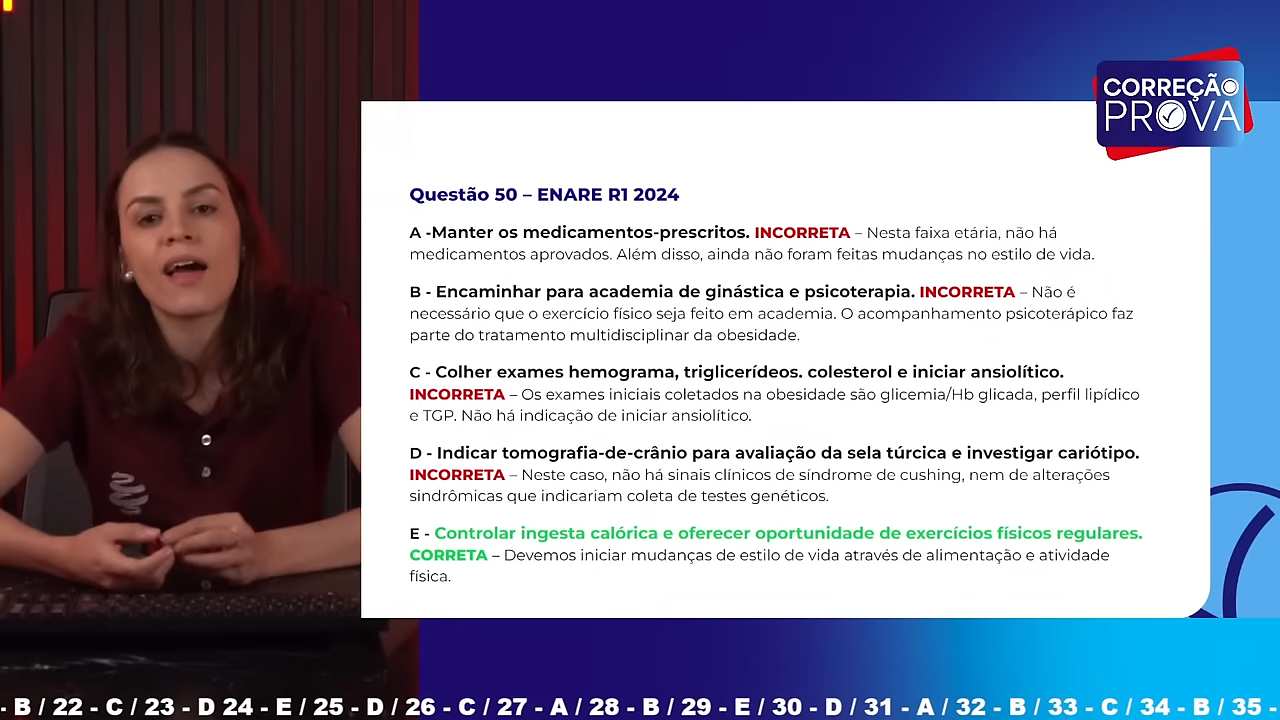 CORREÇÃO
PROVA
Questão 50 – ENARE R1 2024
A -Manter os medicamentos-prescritos. INCORRETA – Nesta faixa etária, não há
medicamentos aprovados. Além disso, ainda não foram feitas mudanças no estilo de vida.
B - Encaminhar para academia de ginástica e psicoterapia. INCORRETA – Não é
necessário que o exercício físico seja feito em academia. O acompanhamento psicoterápico faz
parte do tratamento multidisciplinar da obesidade.
C - Colher exames hemograma, triglicerídeos. colesterol e iniciar ansiolítico.
INCORRETA – Os exames iniciais coletados na obesidade são glicemia/Hb glicada, perfil lipídico
e TGP. Não há indicação de iniciar ansiolítico.
D - Indicar tomografia-de-crânio para avaliação da sela túrcica e investigar cariótipo.
INCORRETA – Neste caso, não há sinais clínicos de síndrome de cushing, nem de alterações
sindrômicas que indicariam coleta de testes genéticos.
E - Controlar ingesta calórica e oferecer oportunidade de exercícios físicos regulares.
CORRETA – Devemos iniciar mudanças de estilo de vida através de alimentação e atividade
física.
- B / 22 - C / 23 - D 24 - E / 25 - D / 26 - C / 27 - A / 28 - B / 29 - E / 30 - D / 31 - A / 32 - B / 33 - C / 34 - B / 35 -